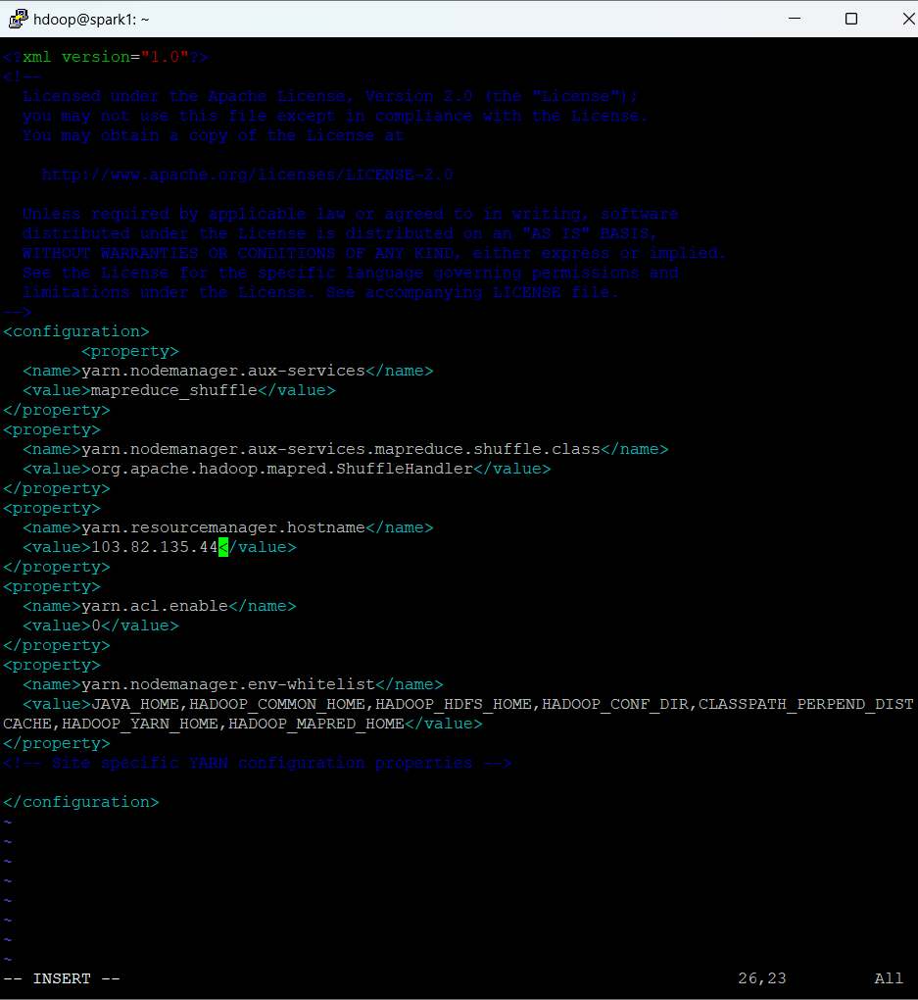 hdoop@spark1: ~
<?xml version="1.0"?>
<!--
  Licensed under the Apache License, Version 2.0 (the "License");
  you may not use this file except in compliance with the License.
  You may obtain a copy of the License at

    http://www.apache.org/licenses/LICENSE-2.0

  Unless required by applicable law or agreed to in writing, software
  distributed under the License is distributed on an "AS IS" BASIS,
  WITHOUT WARRANTIES OR CONDITIONS OF ANY KIND, either express or implied.
  See the License for the specific language governing permissions and
  limitations under the License. See accompanying LICENSE file.
-->
<configuration>
        <property>
  <name>yarn.nodemanager.aux-services</name>
  <value>mapreduce_shuffle</value>
</property>
<property>
  <name>yarn.nodemanager.aux-services.mapreduce.shuffle.class</name>
  <value>org.apache.hadoop.mapred.ShuffleHandler</value>
</property>
<property>
  <name>yarn.resourcemanager.hostname</name>
  <value>103.82.135.44</value>
</property>
<property>
  <name>yarn.acl.enable</name>
  <value>0</value>
</property>
<property>
  <name>yarn.nodemanager.env-whitelist</name>
  <value>JAVA_HOME,HADOOP_COMMON_HOME,HADOOP_HDFS_HOME,HADOOP_CONF_DIR,CLASSPATH_PERPEND_DIST
CACHE,HADOOP_YARN_HOME,HADOOP_MAPRED_HOME</value>
</property>
<!-- Site specific YARN configuration properties -->

</configuration>
~
~
~
~
~
~
~
~
-- INSERT -- 26,23 All